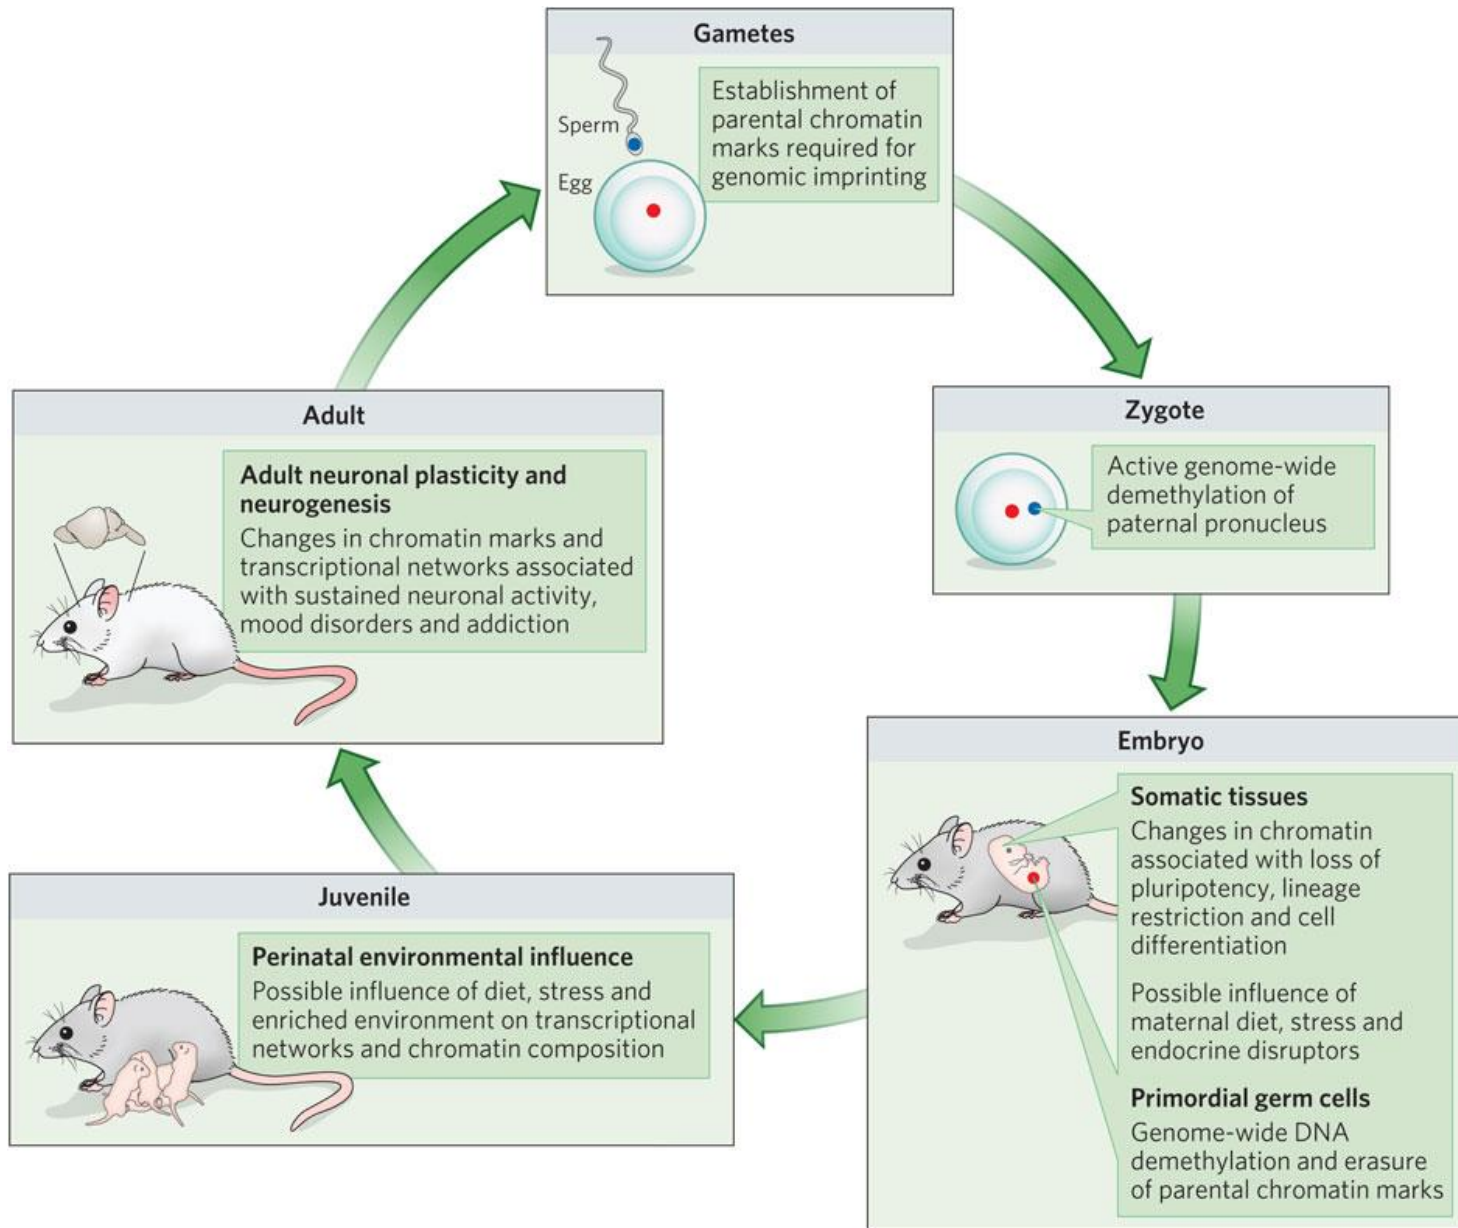 Gametes
Sperm
Egg
Establishment of
parental chromatin
marks required for
genomic imprinting
Zygote
Active genome-wide
demethylation of
paternal pronucleus
Embryo
Somatic tissues
Changes in chromatin
associated with loss of
pluripotency, lineage
restriction and cell
differentiation
Possible influence of
maternal diet, stress and
endocrine disruptors
Primordial germ cells
Genome-wide DNA
demethylation and erasure
of parental chromatin marks
Juvenile
Perinatal environmental influence
Possible influence of diet, stress and
enriched environment on transcriptional
networks and chromatin composition
Adult
Adult neuronal plasticity and
neurogenesis
Changes in chromatin marks and
transcriptional networks associated
with sustained neuronal activity,
mood disorders and addiction